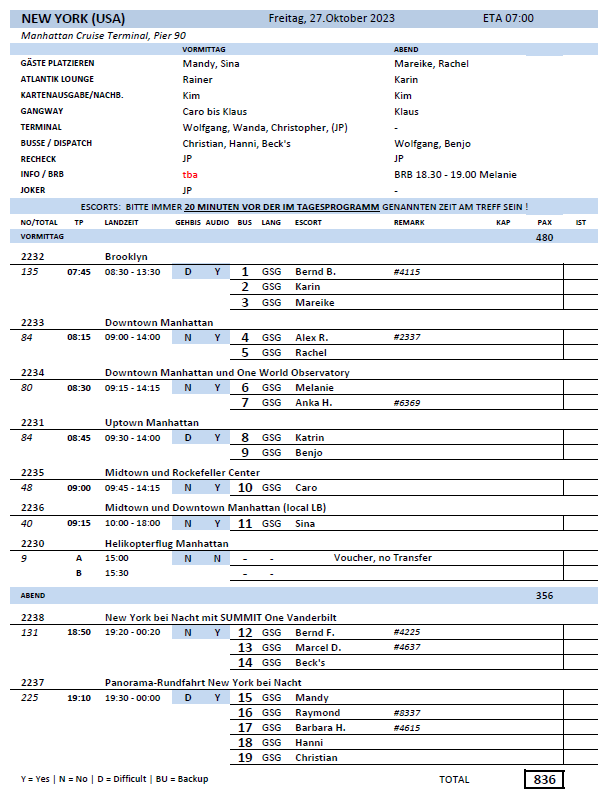 NEW YORK (USA) Freitag, 27.Oktober 2023 ETA 07:00
Manhattan Cruise Terminal, Pier 90
VORMITTAG ABEND
GÄSTE PLATZIEREN Mandy, Sina Mareike, Rachel
ATLANTIK LOUNGE Rainer Karin
KARTENAUSGABE/NACHB. Kim Kim
GANGWAY Caro bis Klaus Klaus
TERMINAL Wolfgang, Wanda, Christopher, (JP) -
BUSSE / DISPATCH Christian, Hanni, Beck's Wolfgang, Benjo
RECHECK JP JP
INFO / BRB tba BRB 18.30 - 19.00 Melanie
JOKER JP -
ESCORTS: BITTE IMMER 20 MINUTEN VOR DER IM TAGESPROGRAMM GENANNTEN ZEIT AM TREFF SEIN !
NO/TOTAL TP LANDZEIT GEHBIS AUDIO BUS LANG ESCORT REMARK KAP PAX IST
VORMITTAG 480
2232 Brooklyn
135 07:45 08:30 - 13:30 D Y 1 GSG Bernd B. #4115
2 GSG Karin
3 GSG Mareike
2233 Downtown Manhattan
84 08:15 09:00 - 14:00 N Y 4 GSG Alex R. #2337
5 GSG Rachel
2234 Downtown Manhattan und One World Observatory
80 08:30 09:15 - 14:15 N Y 6 GSG Melanie
7 GSG Anka H. #6369
2231 Uptown Manhattan
84 08:45 09:30 - 14:00 D Y 8 GSG Katrin
9 GSG Benjo
2235 Midtown und Rockefeller Center
48 09:00 09:45 - 14:15 N Y 10 GSG Caro
2236 Midtown und Downtown Manhattan (local LB)
40 09:15 10:00 - 18:00 N Y 11 GSG Sina
2230 Helikopterflug Manhattan
9 A 15:00 N N - - Voucher, no Transfer
B 15:30 - -
ABEND 356
2238 New York bei Nacht mit SUMMIT One Vanderbilt
131 18:50 19:20 - 00:20 N Y 12 GSG Bernd F. #4225
13 GSG Marcel D. #4637
14 GSG Beck's
2237 Panorama-Rundfahrt New York bei Nacht
225 19:10 19:30 - 00:00 D Y 15 GSG Mandy
16 GSG Raymond #8337
17 GSG Barbara H. #4615
18 GSG Hanni
19 GSG Christian
Y = Yes | N = No | D = Difficult | BU = Backup TOTAL 836